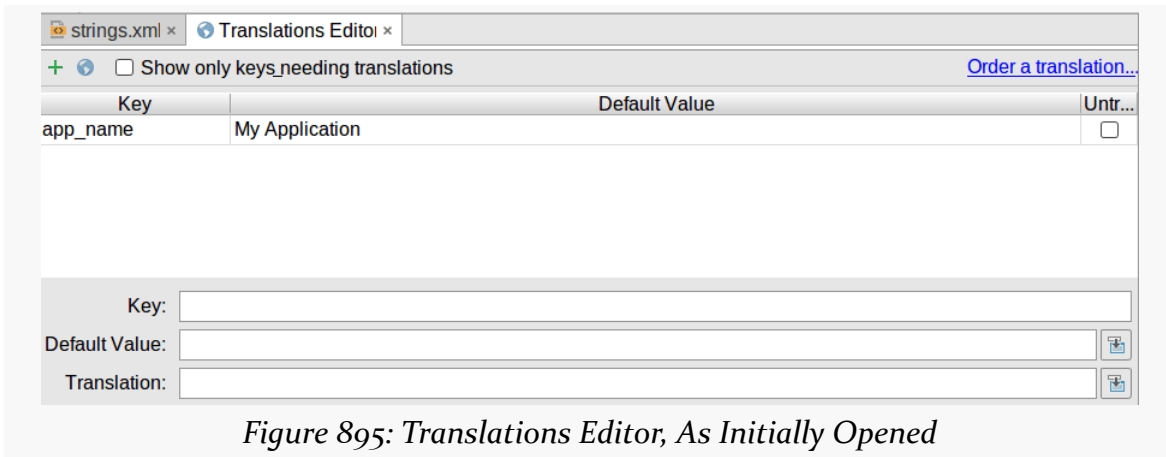 strings.xml × Translations Editor ×
Show only keys needing translations Order a translation...
Key Default Value Untr...
app_name My Application
Key:
Default Value:
Translation:
Figure 895: Translations Editor, As Initially Opened